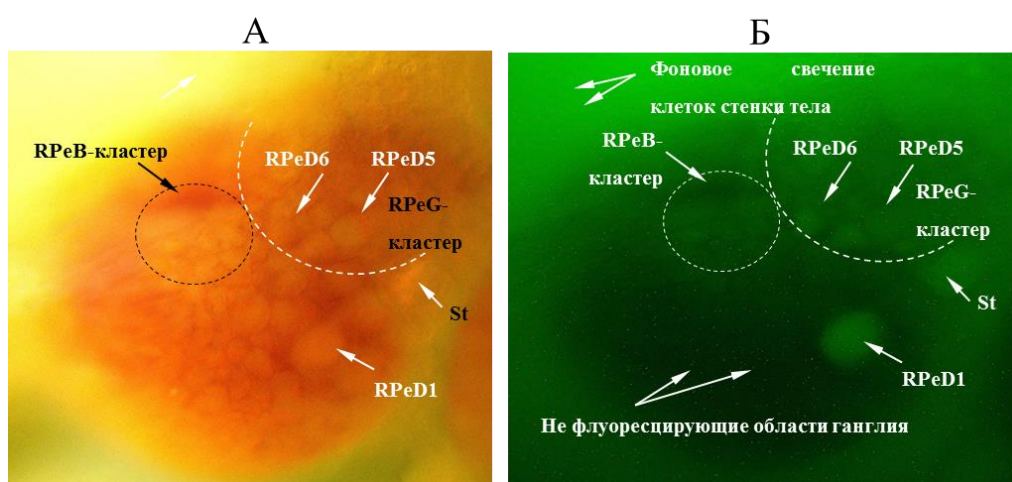 А
RPeB-кластер
RPeD6
RPeD5
RPeG-
кластер
St
RPeD1
Б
Фоновое свечение
клеток стенки тела
RPeB-
кластер
RPeD6
RPeD5
RPeG-
кластер
St
RPeD1
Не флуоресцирующие области ганглия